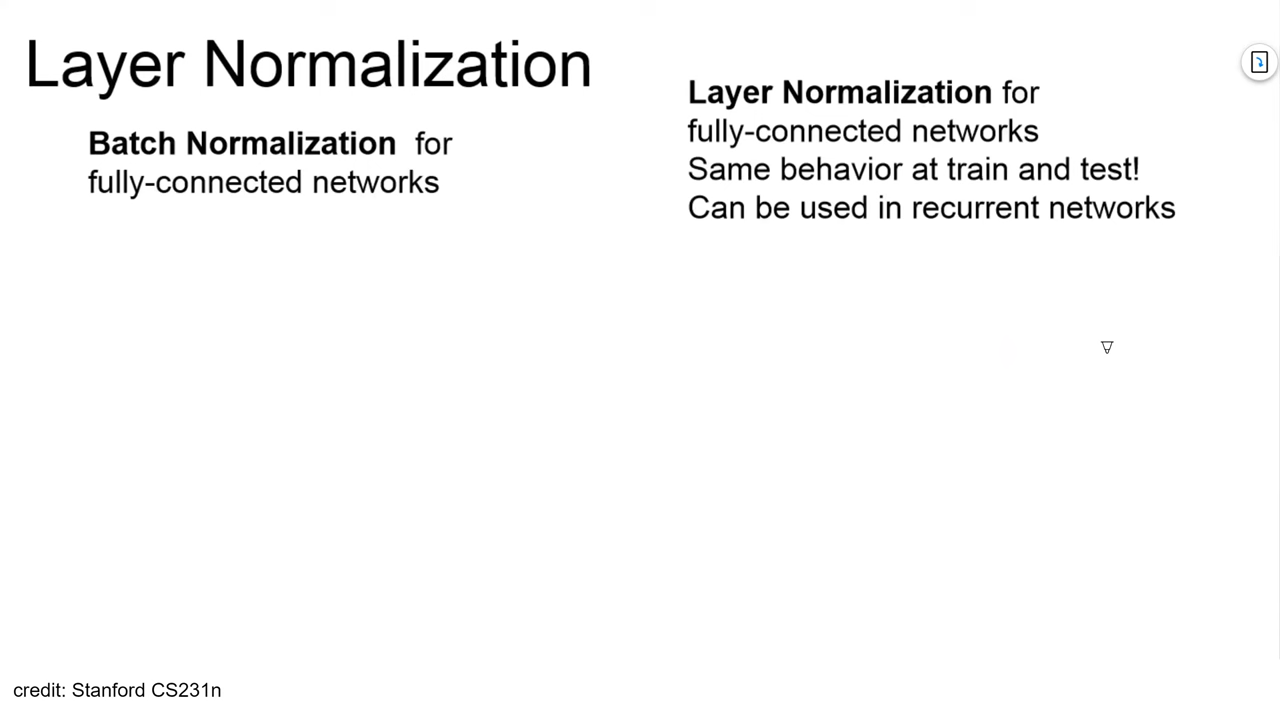 Layer Normalization
Batch Normalization for
fully-connected networks
Layer Normalization for
fully-connected networks
Same behavior at train and test!
Can be used in recurrent networks
credit: Stanford CS231n